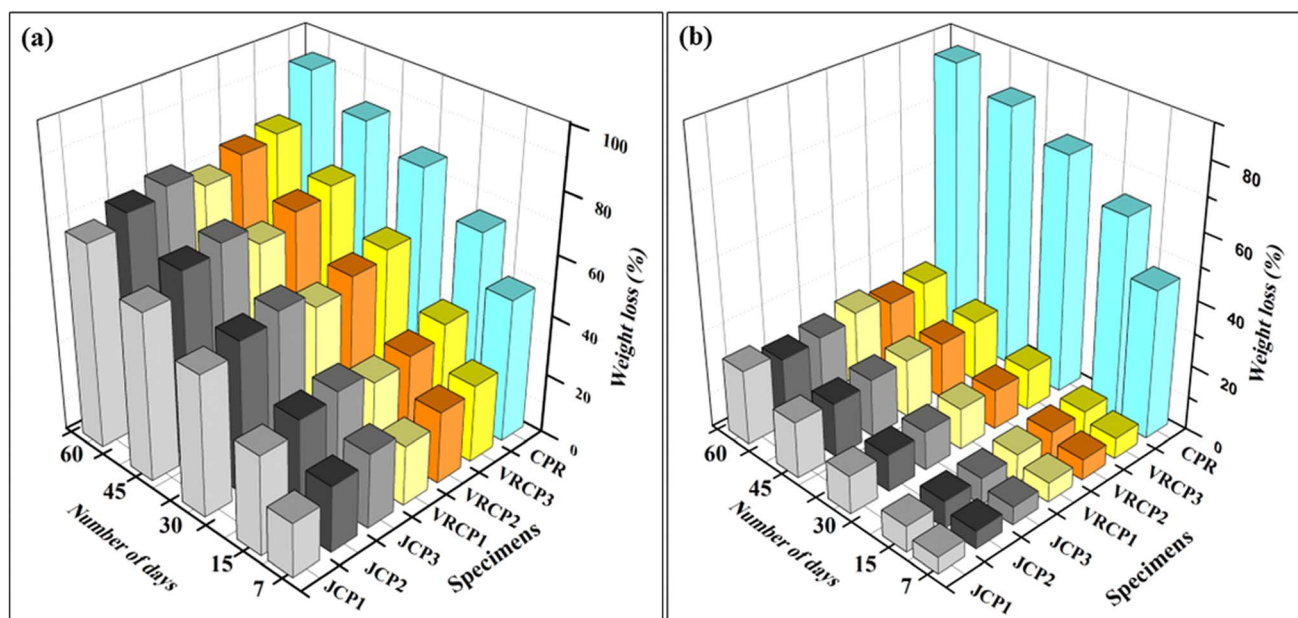 (a)
100
80
60
40
20
0
Weight loss (%)
60
45
30
15
7
Number of days
CPR
VRCP3
VRCP2
VRCP1
JCP3
JCP2
JCP1
Specimens
(b)
80
60
40
20
0
Weight loss (%)
60
45
30
15
7
Number of days
CPR
VRCP3
VRCP2
VRCP1
JCP3
JCP2
JCP1
Specimens